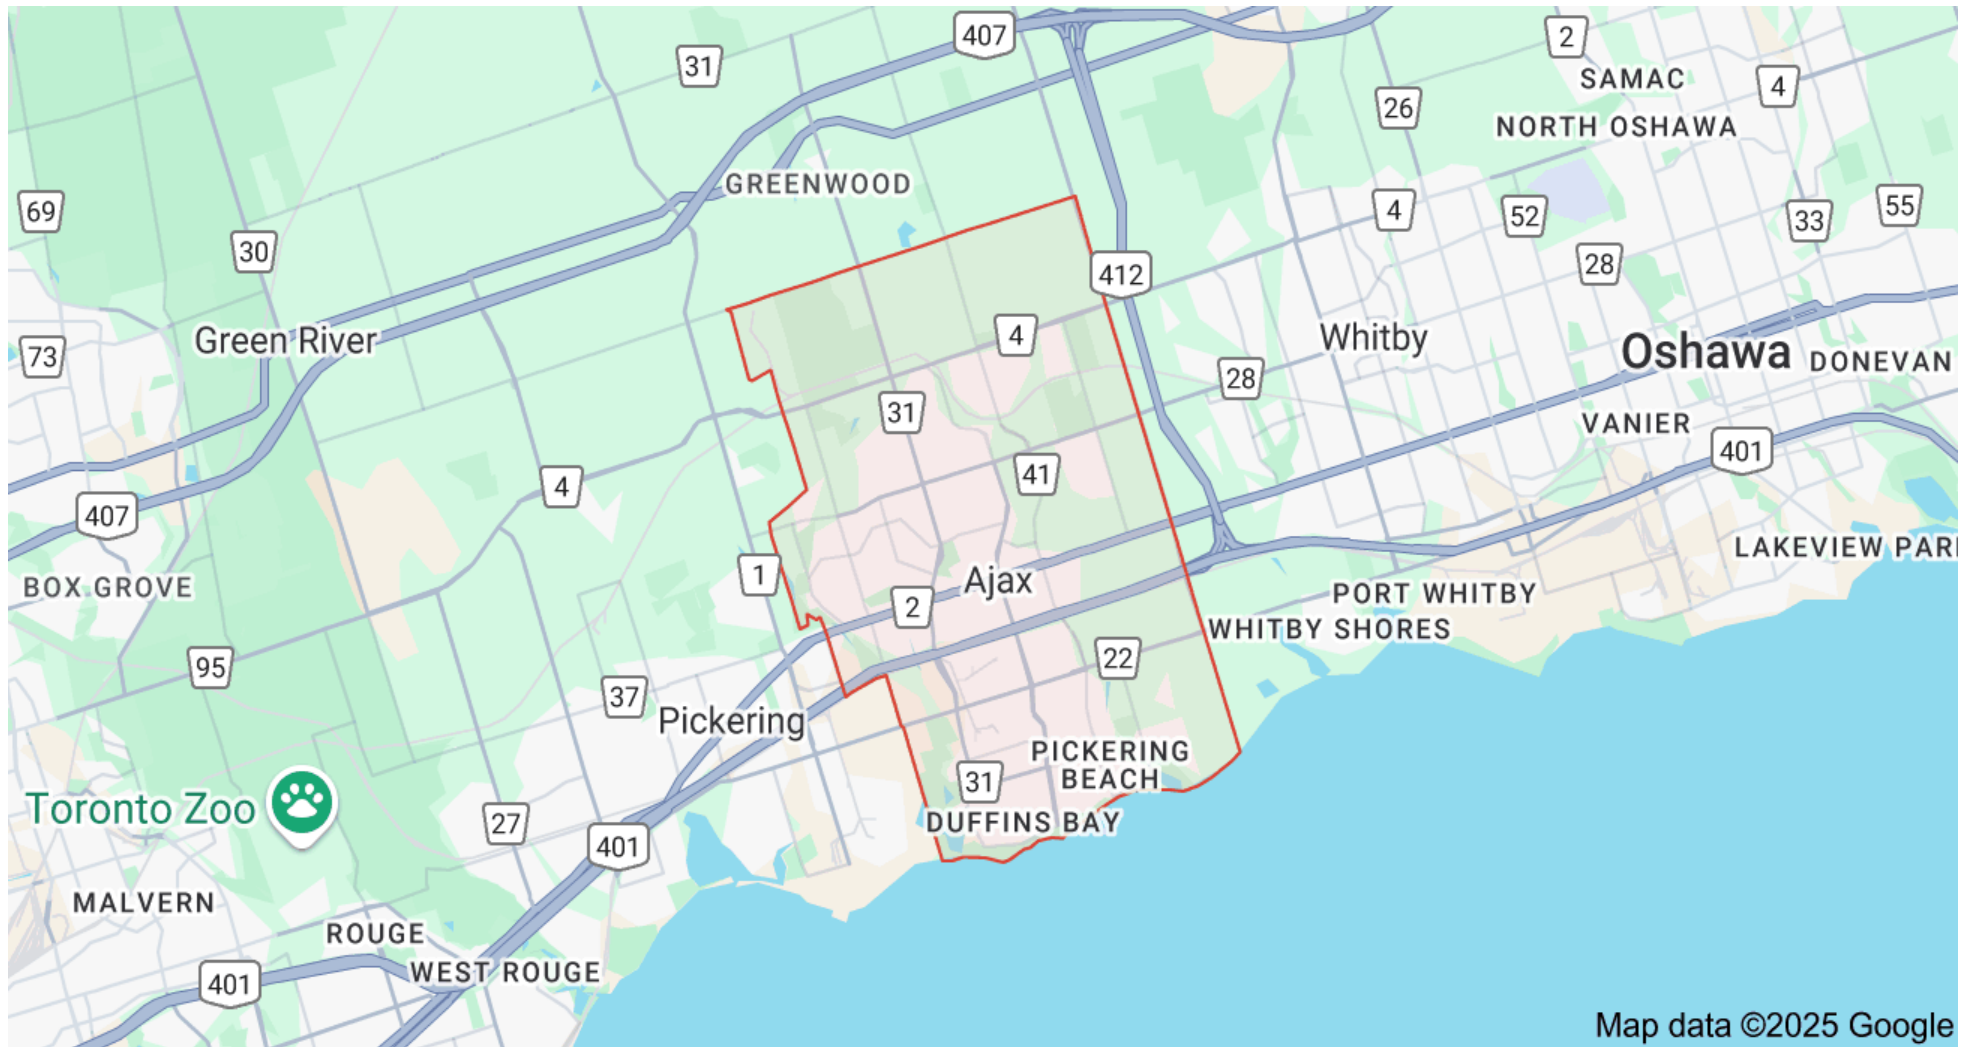 407
2
31
SAMAC
4
26
NORTH OSHAWA
GREENWOOD
69
4
52
33
55
30
28
412
Green River
73
4
Whitby
Oshawa
DONEVAN
28
31
VANIER
401
41
4
407
LAKEVIEW PARK
1
Ajax
BOX GROVE
2
PORT WHITBY
WHITBY SHORES
95
22
37
Pickering
PICKERING
BEACH
31
Toronto Zoo
27
DUFFINS BAY
401
MALVERN
ROUGE
WEST ROUGE
401
Map data ©2025 Google